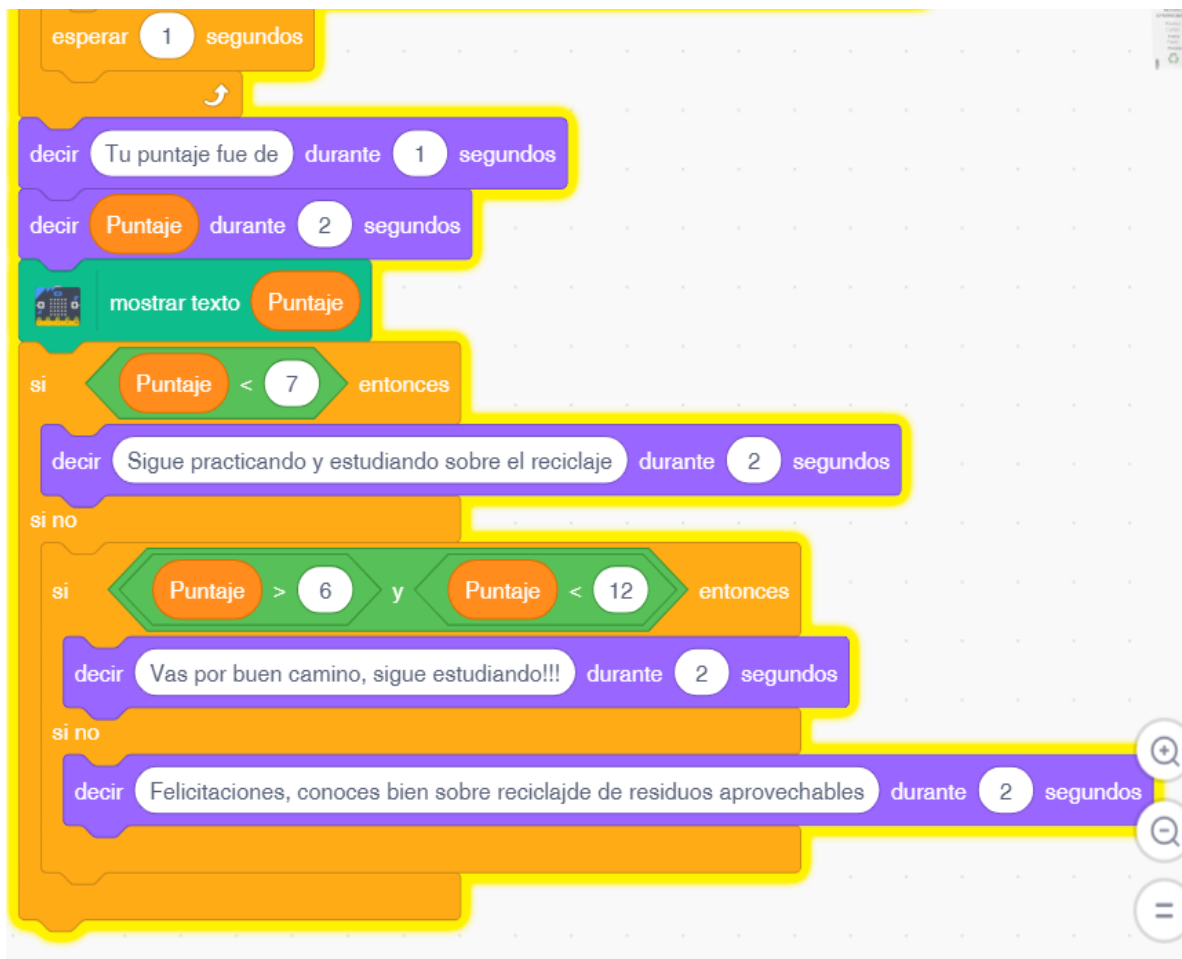 esperar 1 segundos
decir Tu puntaje fue de durante 1 segundos
decir Puntaje durante 2 segundos
mostrar texto Puntaje
si Puntaje < 7 entonces
decir Sigue practicando y estudiando sobre el reciclaje durante 2 segundos
si no
si Puntaje > 6 y Puntaje < 12 entonces
decir Vas por buen camino, sigue estudiando!!! durante 2 segundos
si no
decir Felicitaciones, conoces bien sobre reciclajde de residuos aprovechables durante 2 segundos